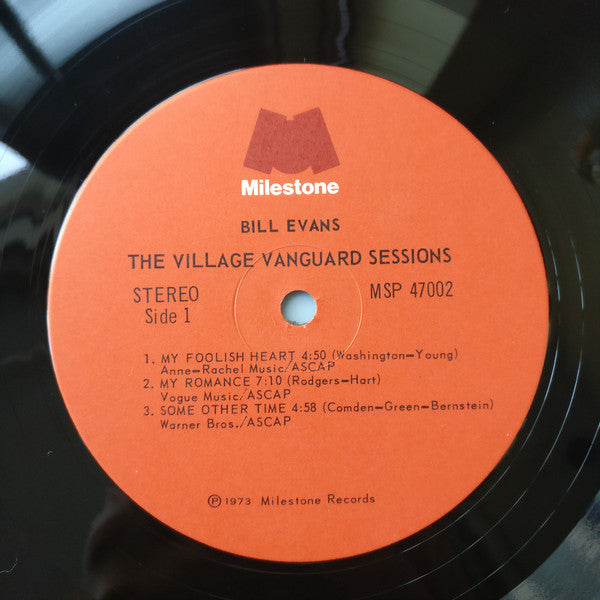 Milestone
BILL EVANS
THE VILLAGE VANGUARD SESSIONS
STEREO MSP 47002
Side 1
1. MY FOOLISH HEART 4:50 (Washington—Young)
Anne—Rachel Music/ASCAP
2. MY ROMANCE 7:10 (Rodgers—Hart)
Vogue Music/ASCAP
3. SOME OTHER TIME 4:58 (Comden—Green—Bernstein)
Warner Bros./ASCAP
Ⓟ 1973 Milestone Records